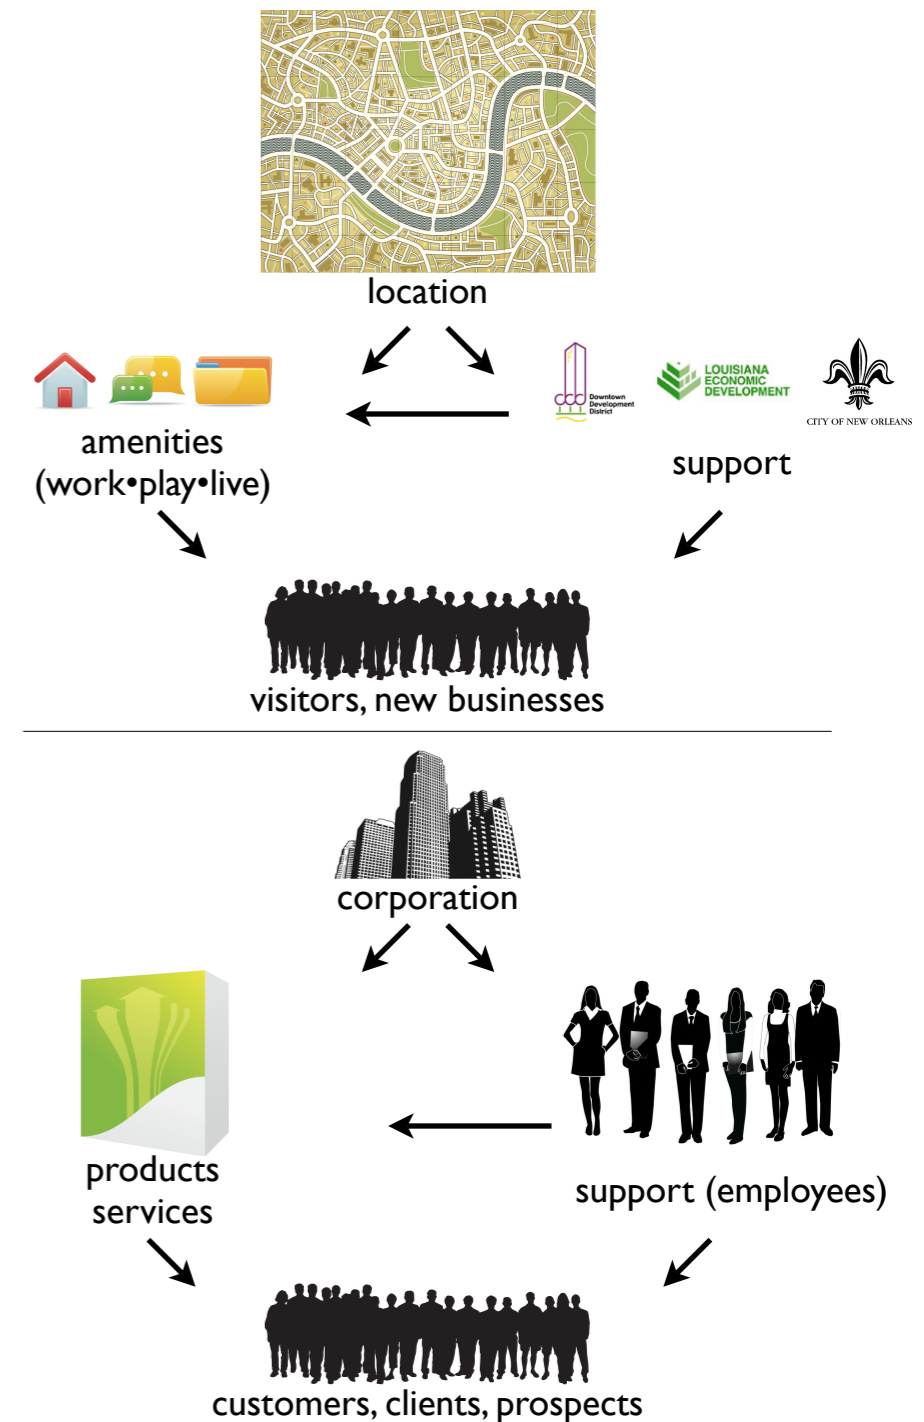 location
Downtown
Development
District
LOUISIANA
ECONOMIC
DEVELOPMENT
CITY OF NEW ORLEANS
amenities
(work•play•live)
support
visitors, new businesses
corporation
products
services
support (employees)
customers, clients, prospects